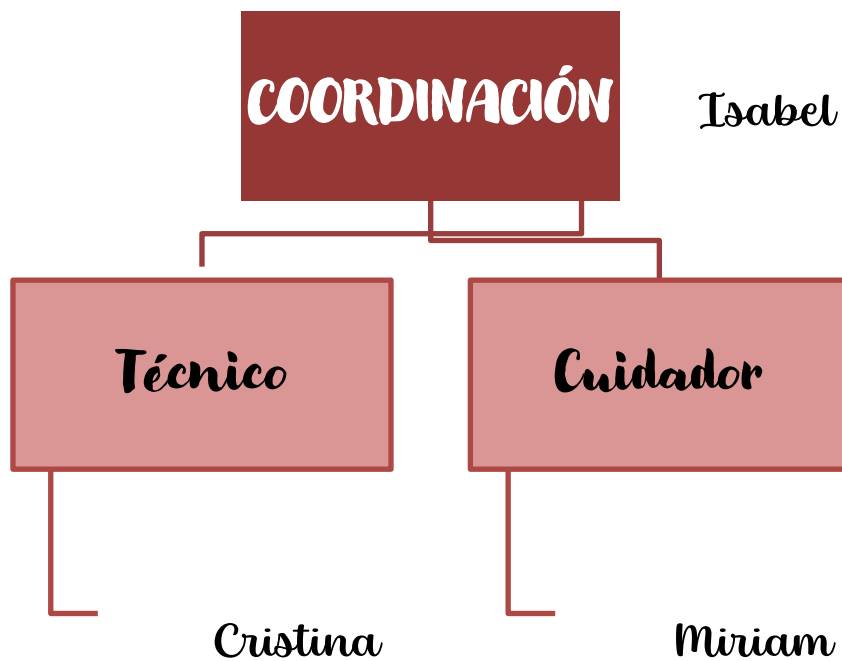 COORDINACIÓN
Isabel
Técnico
Cuidador
Cristina
Miriam